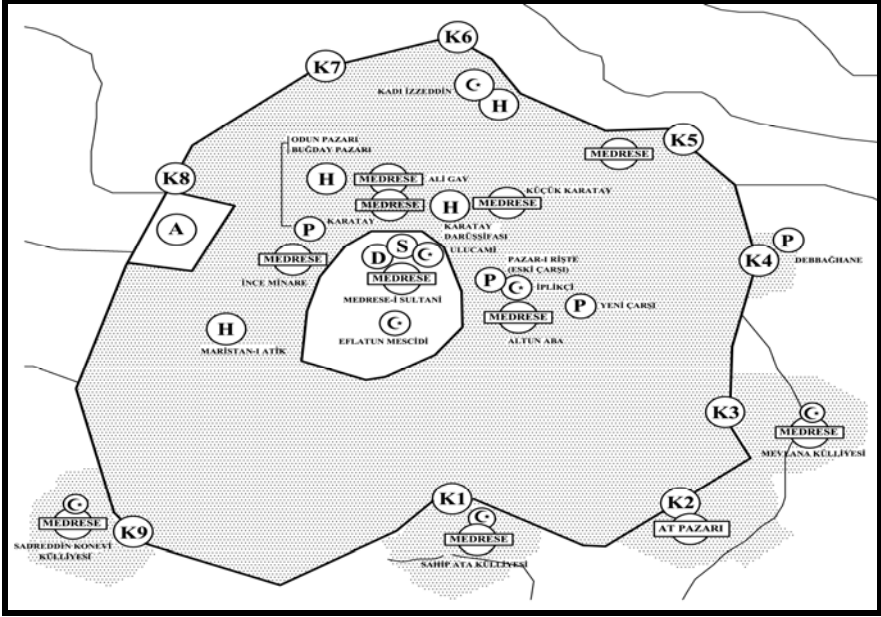 K6
K7
KADI İZZEDDİN
H
K5
ODUN PAZARI
BUĞDAY PAZARI
MEDRESE
K8
H
MEDRESE
ALİ GAV
MEDRESE
KÜÇÜK KARATAY
MEDRESE
H
KARATAY
KARATAY
DARÜŞŞİFASI
A
P
P
DEBBAĞHANE
K4
D
S
ULUCAMİ
MEDRESE
İNCE MİNARE
MEDRESE
MEDRESE-İ SULTANİ
PAZAR-I RİŞTE
(ESKİ ÇARŞI)
P
İPLİKÇİ
P
YENİ ÇARŞI
MEDRESE
ALTUN ABA
H
MARİSTAN-I ATİK
EFLATUN MESCİDİ
K3
MEDRESE
MEVLANA KÜLLİYESİ
K1
K2
AT PAZARI
MEDRESE
SADREDDİN KONEVİ
KÜLLİYESİ
K9
MEDRESE
SAHİP ATA KÜLLİYESİ